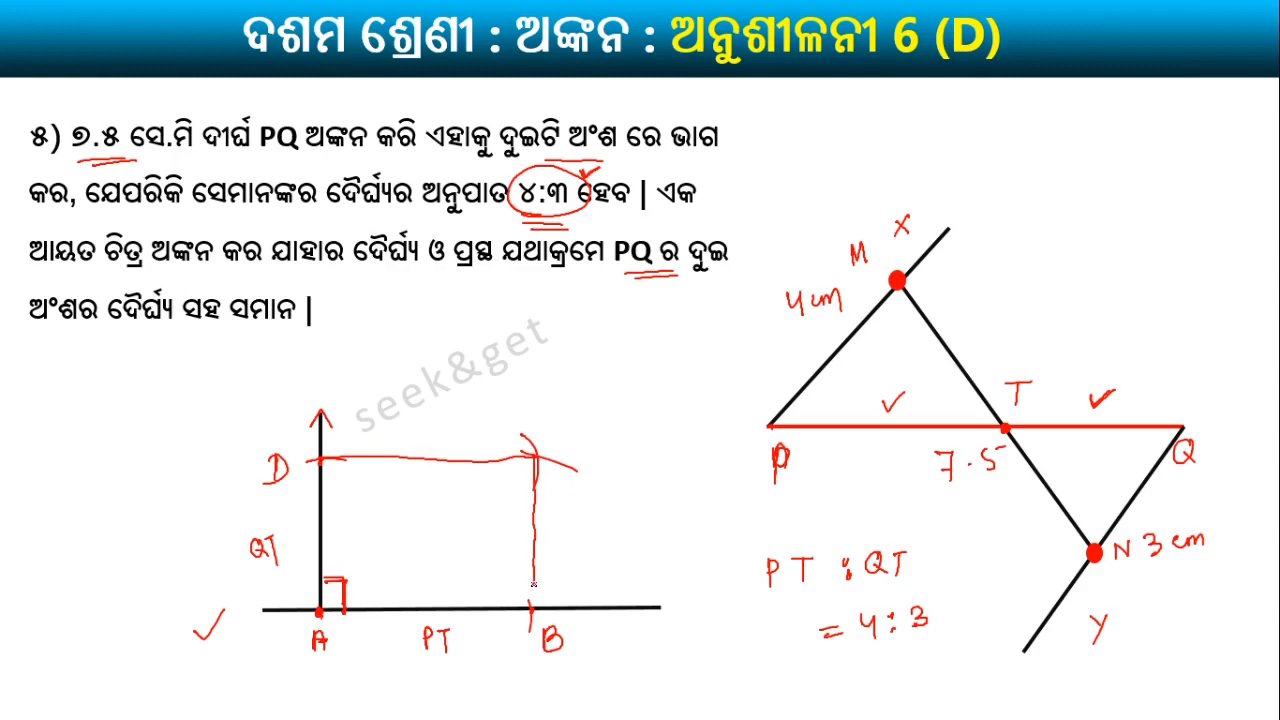 ଦଶମ ଶ୍ରେଣୀ : ଅଙ୍କନ : ଅନୁଶୀଳନୀ 6 (D)
୫) ୭.୫ ସେ.ମି ଦୀର୍ଘ PQ ଅଙ୍କନ କରି ଏହାକୁ ଦୁଇଟି ଅଂଶ ରେ ଭାଗ
କର, ଯେପରିକି ସେମାନଙ୍କର ଦୈର୍ଘ୍ୟର ଅନୁପାତ ୪:୩ ହେବ | ଏକ
ଆୟତ ଚିତ୍ର ଅଙ୍କନ କର ଯାହାର ଦୈର୍ଘ୍ୟ ଓ ପ୍ରସ୍ଥ ଯଥାକ୍ରମେ PQ ର ଦୁଇ
ଅଂଶର ଦୈର୍ଘ୍ୟ ସହ ସମାନ |
seek&get
X
M
4 cm
T
P
7.5
Q
N 3 cm
Y
PT : QT
= 4 : 3
D
QT
A
PT
B